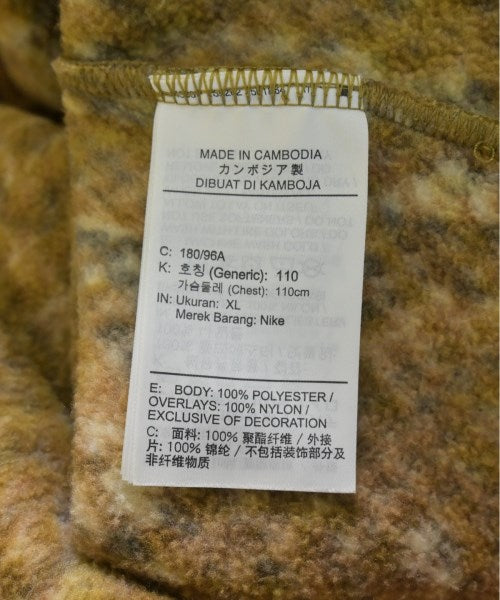 MADE IN CAMBODIA
カンボジア製
DIBUAT DI KAMBOJA
C: 180/96A
K: 호칭 (Generic): 110
가슴둘레 (Chest): 110cm
IN: Ukuran: XL
Merek Barang: Nike
E: BODY: 100% POLYESTER /
OVERLAYS: 100% NYLON /
EXCLUSIVE OF DECORATION
C: 面料: 100% 聚酯纤维 / 外接
片: 100% 锦纶 / 不包括装饰部分及
非纤维物质